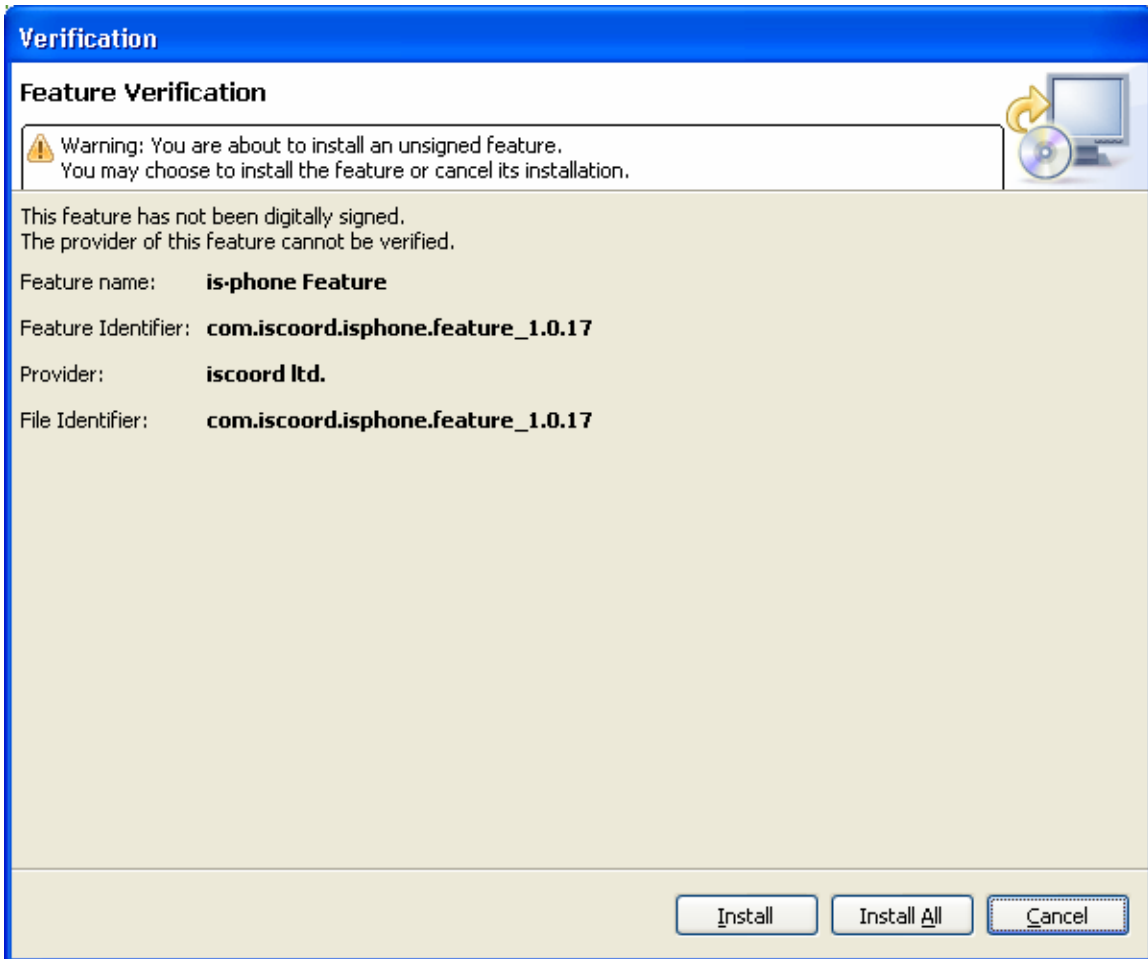 Verification
Feature Verification
Warning: You are about to install an unsigned feature.
You may choose to install the feature or cancel its installation.
This feature has not been digitally signed.
The provider of this feature cannot be verified.
Feature name: is-phone Feature
Feature Identifier: com.iscoord.isphone.feature_1.0.17
Provider: iscoord ltd.
File Identifier: com.iscoord.isphone.feature_1.0.17
Install Install All Cancel